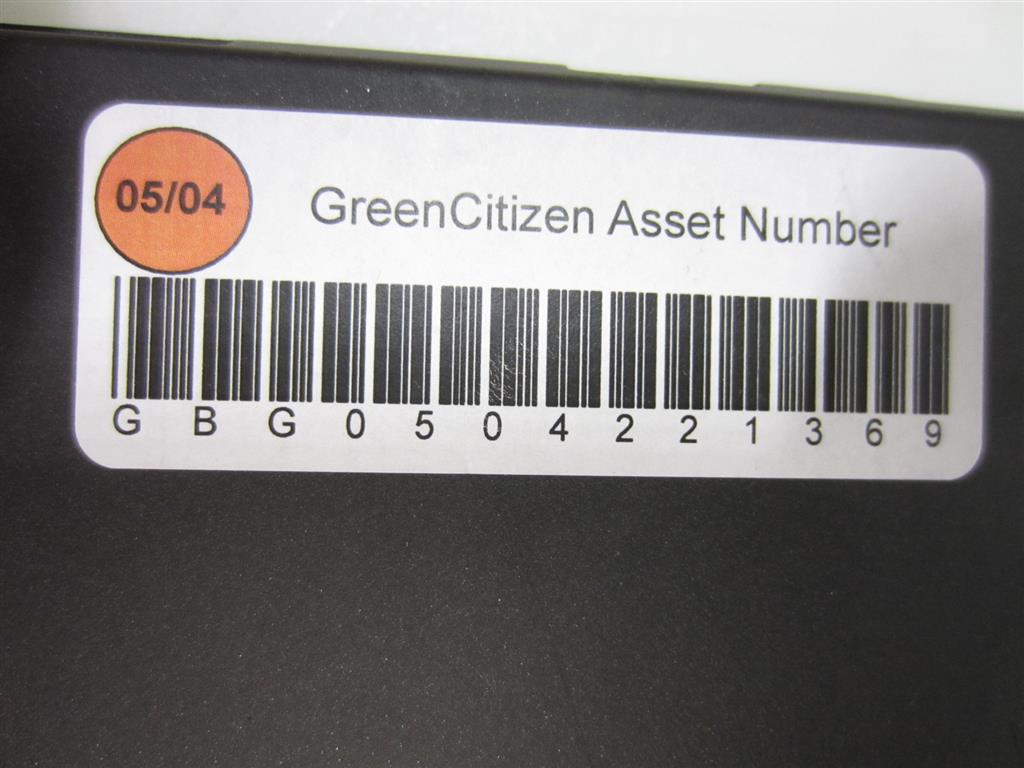 05/04
GreenCitizen Asset Number
GBG0504221369